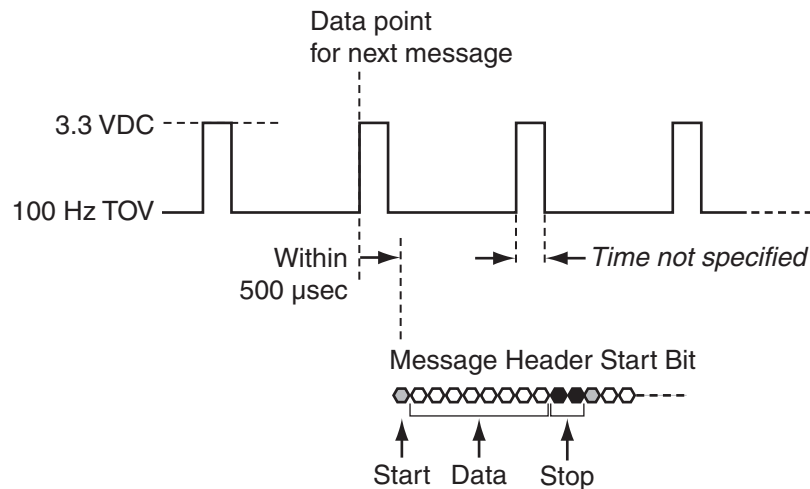 Data point
for next message
3.3 VDC
100 Hz TOV
Within
500 µsec
Time not specified
Message Header Start Bit
Start Data Stop